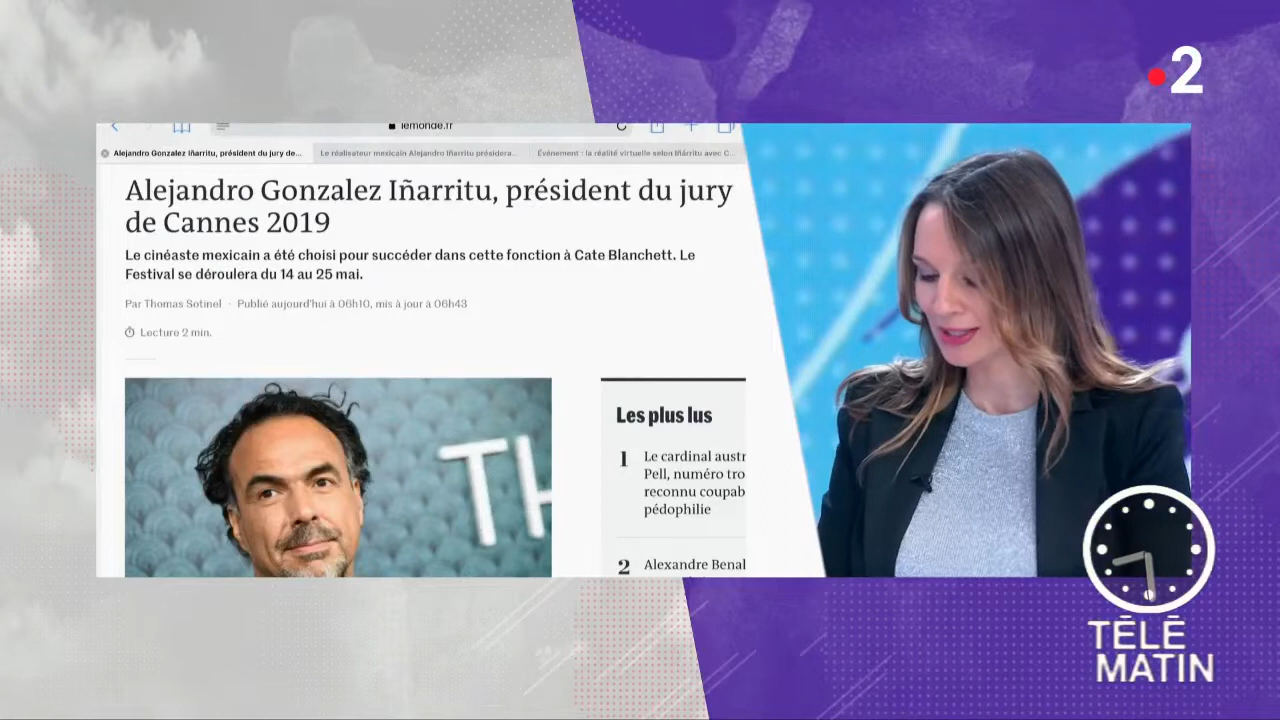 2
lemonde.fr
Alejandro Gonzalez Iñarritu, président du jury de...
Le réalisateur mexicain Alejandro Iñarritu présidera...
Événement : la réalité virtuelle selon Iñárritu avec C...
Alejandro Gonzalez Iñarritu, président du jury
de Cannes 2019
Le cinéaste mexicain a été choisi pour succéder dans cette fonction à Cate Blanchett. Le
Festival se déroulera du 14 au 25 mai.
Par Thomas Sotinel · Publié aujourd'hui à 06h10, mis à jour à 06h43
Lecture 2 min.
TH
Les plus lus
1 Le cardinal austr
Pell, numéro tro
reconnu coupab
pédophilie
2 Alexandre Benal
TÉLÉ
MATIN